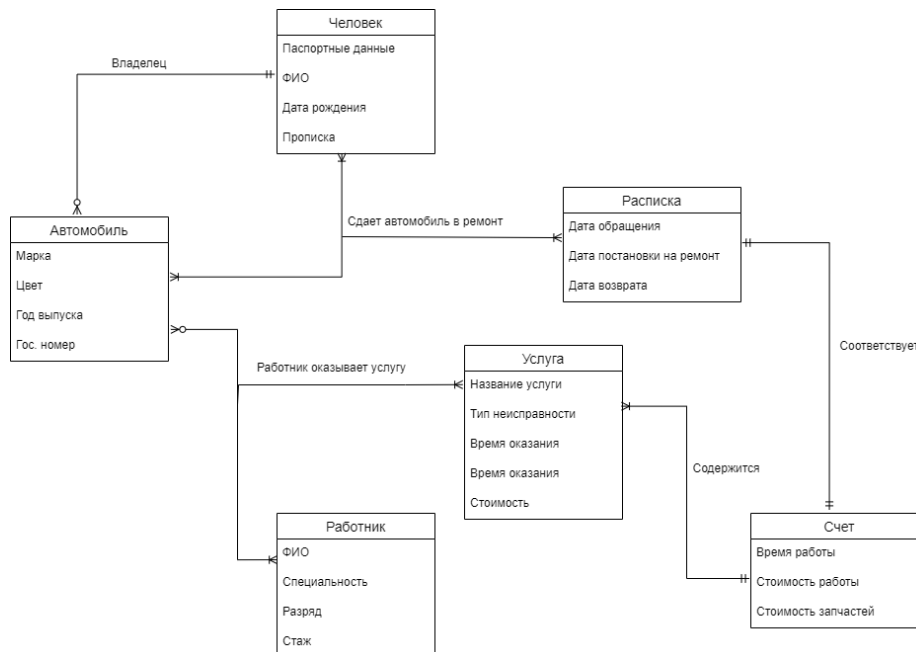 Человек
Паспортные данные
ФИО
Дата рождения
Прописка
Владелец
Автомобиль
Марка
Цвет
Год выпуска
Гос. номер
Сдает автомобиль в ремонт
Расписка
Дата обращения
Дата постановки на ремонт
Дата возврата
Соответствует
Работник оказывает услугу
Услуга
Название услуги
Тип неисправности
Время оказания
Время оказания
Стоимость
Содержится
Работник
ФИО
Специальность
Разряд
Стаж
Счет
Время работы
Стоимость работы
Стоимость запчастей